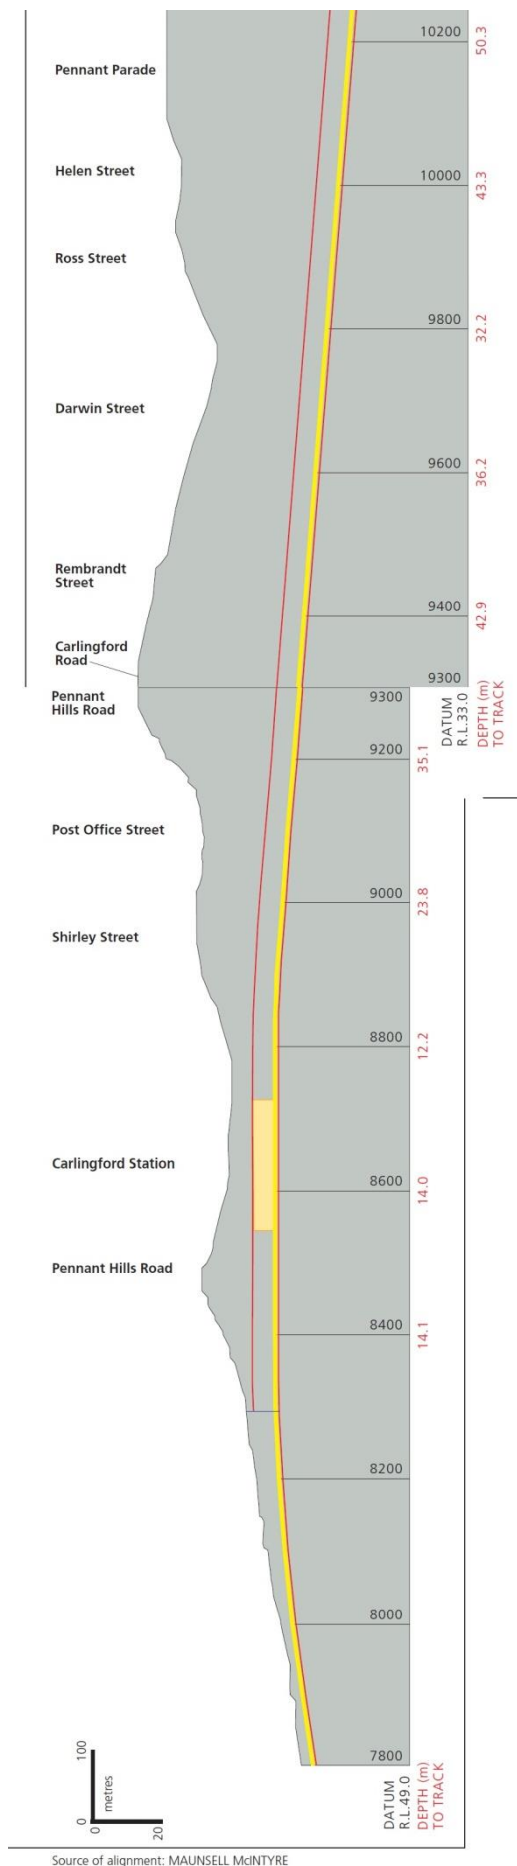 10200
50.3
Pennant Parade
Helen Street
10000
43.3
Ross Street
9800
32.2
Darwin Street
9600
36.2
Rembrandt
Street
9400
42.9
Carlingford
Road
9300
Pennant
Hills Road
9300
DATUM
R.L.33.0
DEPTH (m)
TO TRACK
9200
35.1
Post Office Street
9000
23.8
Shirley Street
8800
12.2
Carlingford Station
8600
14.0
Pennant Hills Road
8400
14.1
8200
8000
7800
DATUM
R.L.49.0
DEPTH (m)
TO TRACK
100
0
metres
0
20
Source of alignment: MAUNSELL McINTYRE